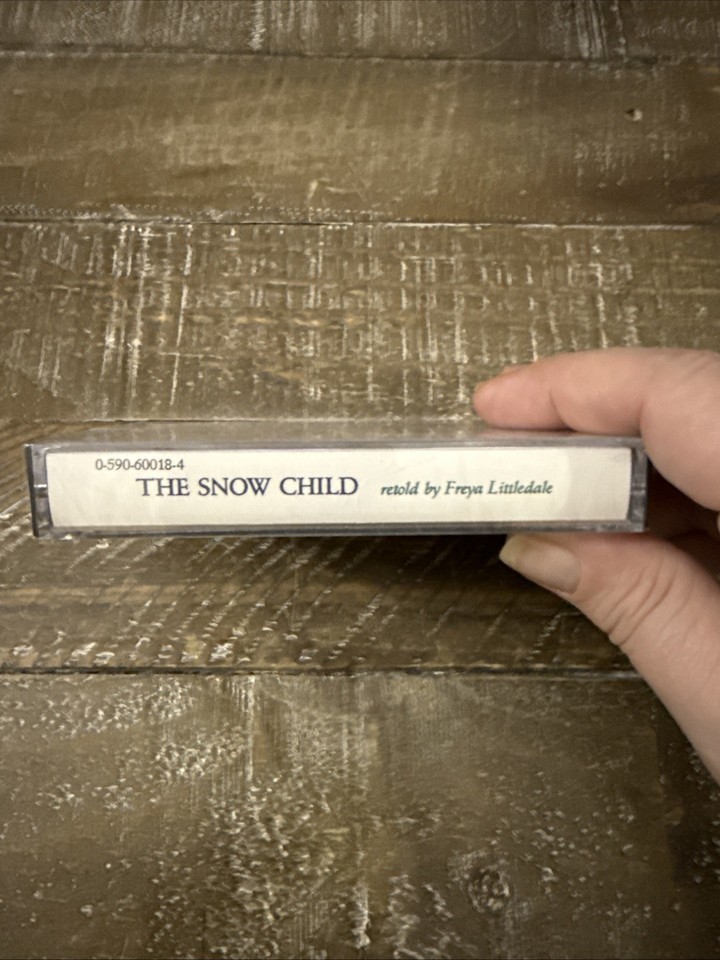 0-590-60018-4
THE SNOW CHILD retold by Freya Littledale